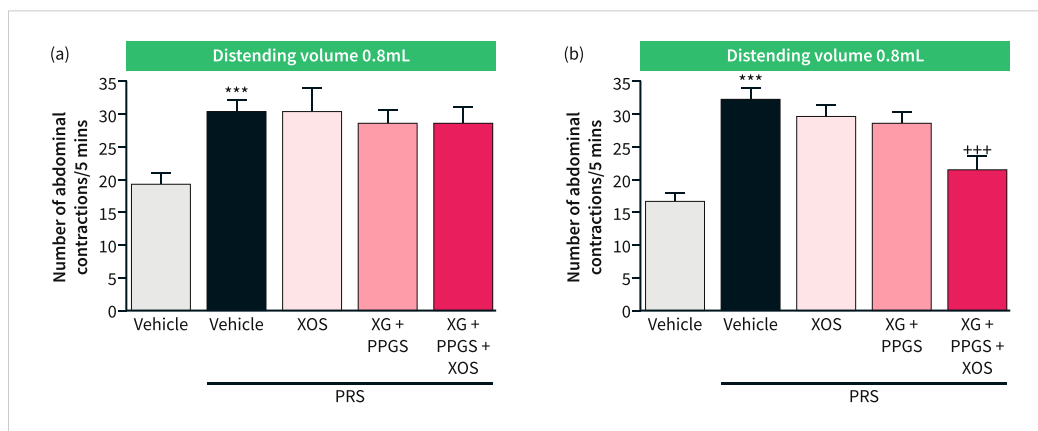 (a)
Distending volume 0.8mL
Number of abdominal
contractions/5 mins
35
30
25
20
15
10
5
0
***
Vehicle
Vehicle
XOS
XG +
PPGS
XG +
PPGS +
XOS
PRS
(b)
Distending volume 0.8mL
Number of abdominal
contractions/5 mins
35
30
25
20
15
10
5
0
***
+++
Vehicle
Vehicle
XOS
XG +
PPGS
XG +
PPGS +
XOS
PRS